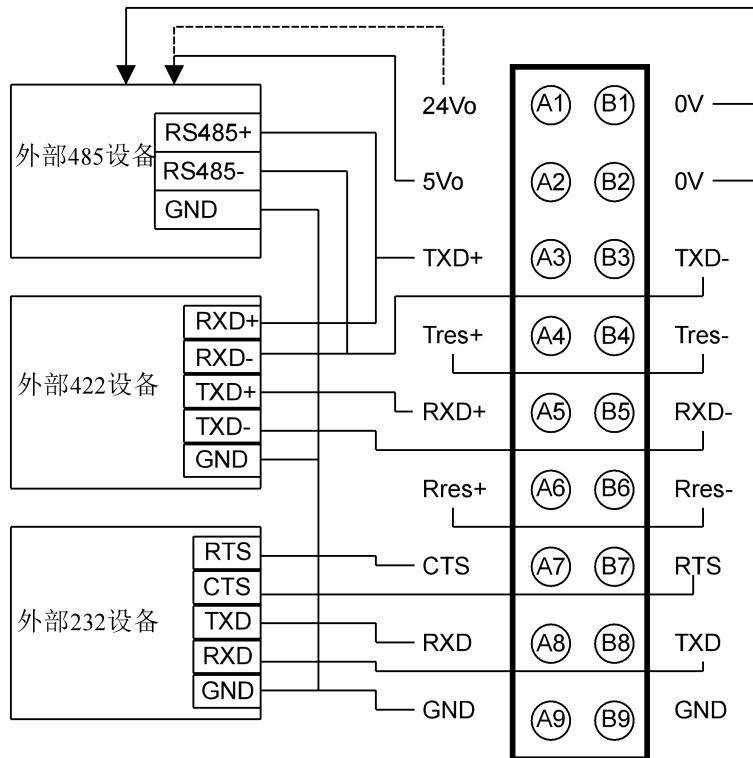 外部485设备
RS485+
RS485-
GND
外部422设备
RXD+
RXD-
TXD+
TXD-
GND
外部232设备
RTS
CTS
TXD
RXD
GND
24Vo A1 B1 0V
5Vo A2 B2 0V
TXD+ A3 B3 TXD-
Tres+ A4 B4 Tres-
RXD+ A5 B5 RXD-
Rres+ A6 B6 Rres-
CTS A7 B7 RTS
RXD A8 B8 TXD
GND A9 B9 GND